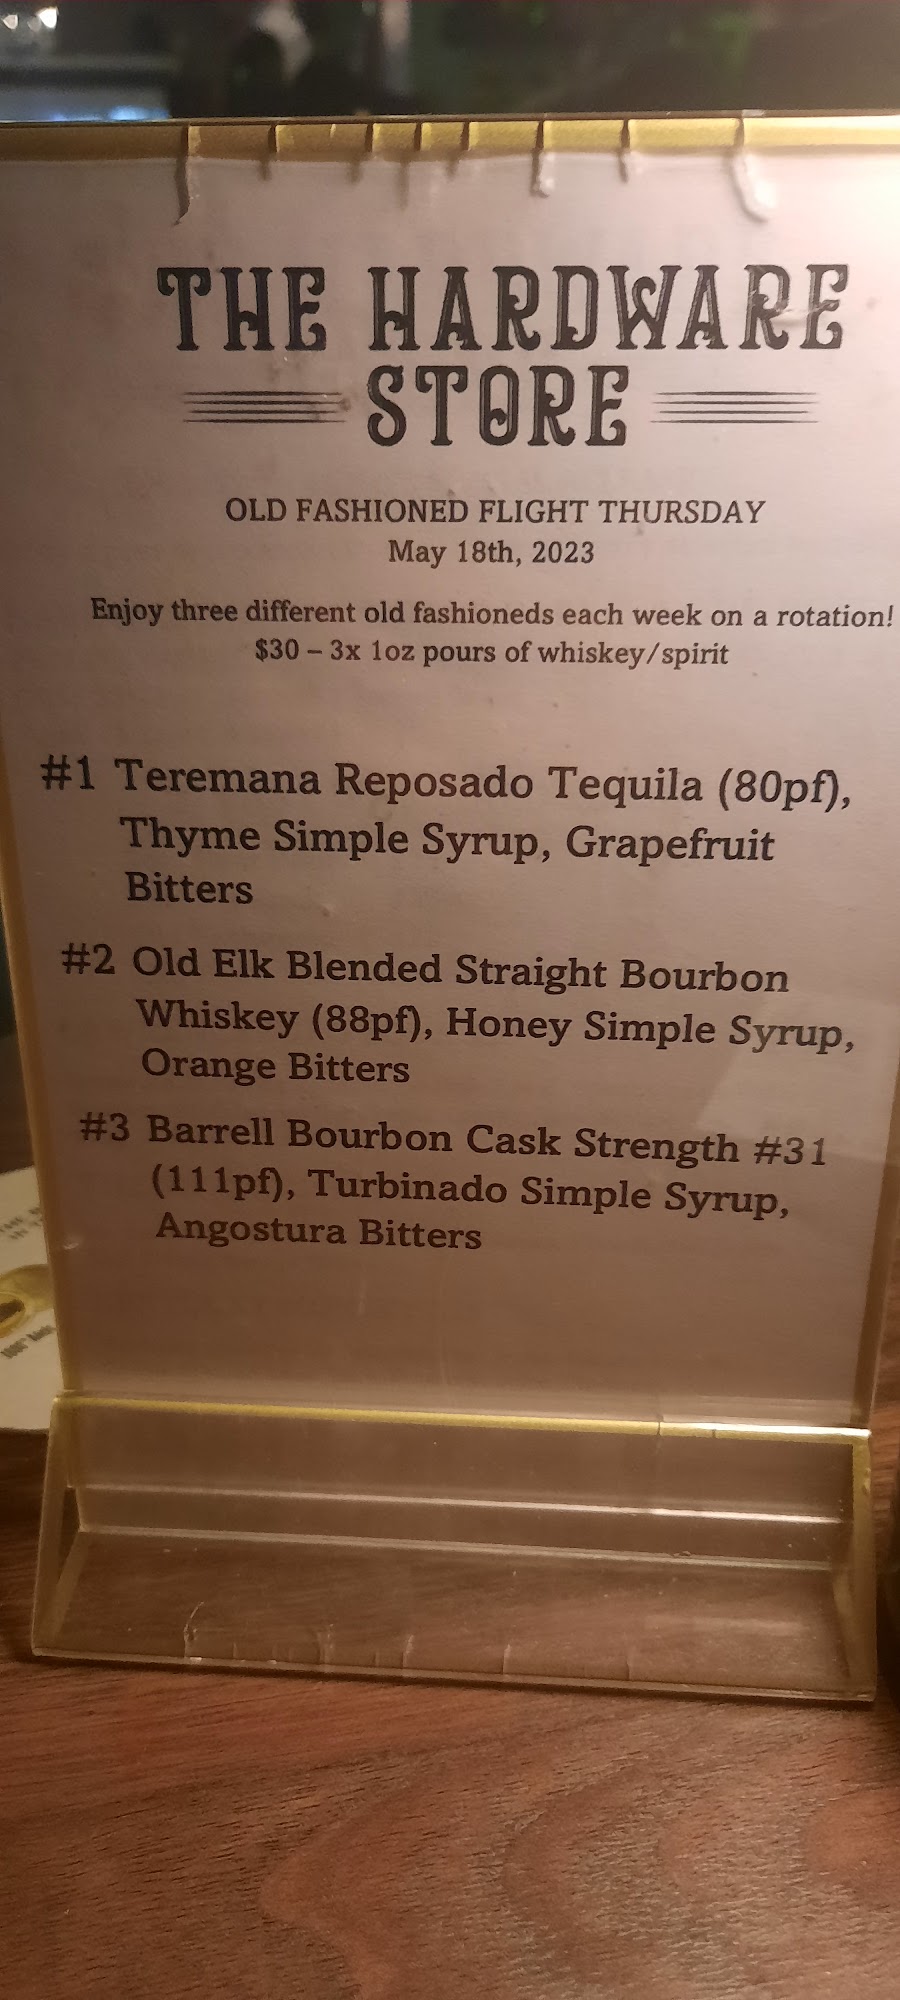 THE HARDWARE
STORE
OLD FASHIONED FLIGHT THURSDAY
May 18th, 2023
Enjoy three different old fashioneds each week on a rotation!
$30 – 3x 1oz pours of whiskey/spirit
#1 Teremana Reposado Tequila (80pf),
Thyme Simple Syrup, Grapefruit
Bitters
#2 Old Elk Blended Straight Bourbon
Whiskey (88pf), Honey Simple Syrup,
Orange Bitters
#3 Barrell Bourbon Cask Strength #31
(111pf), Turbinado Simple Syrup,
Angostura Bitters